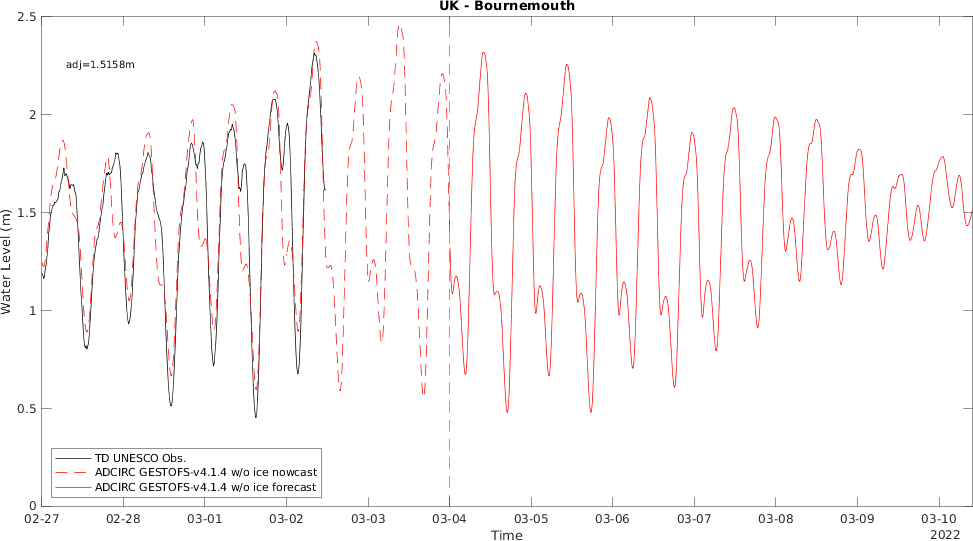 UK - Bournemouth
2.5
adj=1.5158m
2
1.5
Water Level (m)
1
0.5
TD UNESCO Obs.
ADCIRC GESTOFS-v4.1.4 w/o ice nowcast
ADCIRC GESTOFS-v4.1.4 w/o ice forecast
0
02-27 02-28 03-01 03-02 03-03 03-04 03-05 03-06 03-07 03-08 03-09 03-10
Time
2022